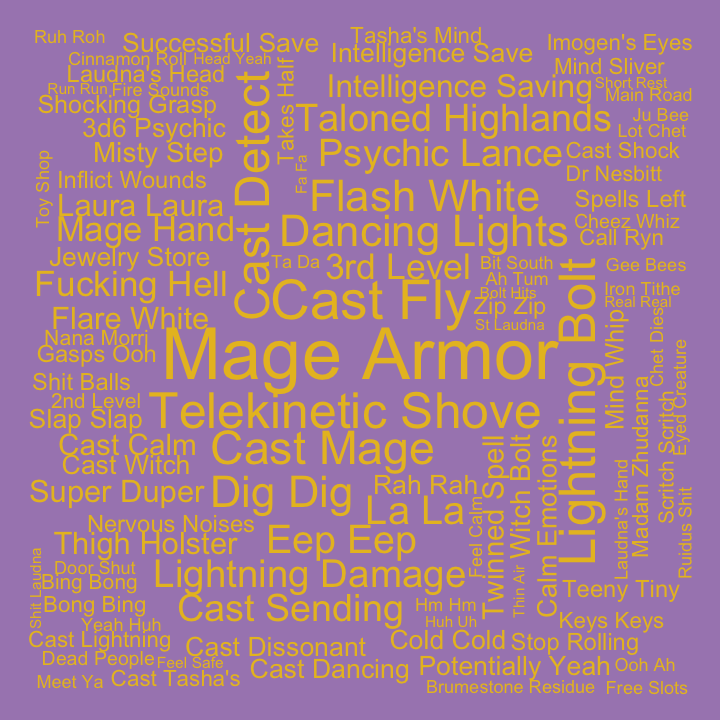 Ruh Roh
Successful Save
Tasha's Mind
Intelligence Save
Imogen's Eyes
Cinnamon Roll
Head Yeah
Laudna's Head
Mind Sliver
Run Run
Fire Sounds
Intelligence Saving
Short Rest
Main Road
Shocking Grasp
Takes Half
Cast Detect
Taloned Highlands
Ju Bee
3d6 Psychic
Lot Chet
Misty Step
Psychic Lance
Cast Shock
Toy Shop
Inflict Wounds
Fa Fa
Dr Nesbitt
Laura Laura
Flash White
Spells Left
Mage Hand
Dancing Lights
Cheez Whiz
Call Ryn
Jewelry Store
Ta Da
3rd Level
Bit South
Gee Bees
Fucking Hell
Ah Tum
Cast Fly
Bolt Hits
Iron Tithe
Real Real
Zip Zip
Flare White
St Laudna
Lightning Bolt
Nana Morri
Gasps Ooh
Mage Armor
Mind Whip
Chet Dies
Shit Balls
Eyed Creature
2nd Level
Telekinetic Shove
Slap Slap
Scritch Scritch
Cast Calm
Cast Mage
Madam Zhudanna
Cast Witch
Super Duper
Dig Dig
Rah Rah
Twinned Spell
Witch Bolt
Calm Emotions
Laudna's Hand
Ruidus Shit
La La
Feel Calm
Nervous Noises
Thigh Holster
Eep Eep
Door Shut
Lightning Damage
Thin Air
Shit Laudna
Bing Bong
Teeny Tiny
Bong Bing
Cast Sending
Hm Hm
Huh Uh
Keys Keys
Yeah Huh
Cast Lightning
Cast Dissonant
Cold Cold
Stop Rolling
Dead People
Feel Safe
Cast Dancing
Potentially Yeah
Ooh Ah
Meet Ya
Cast Tasha's
Brumestone Residue
Free Slots